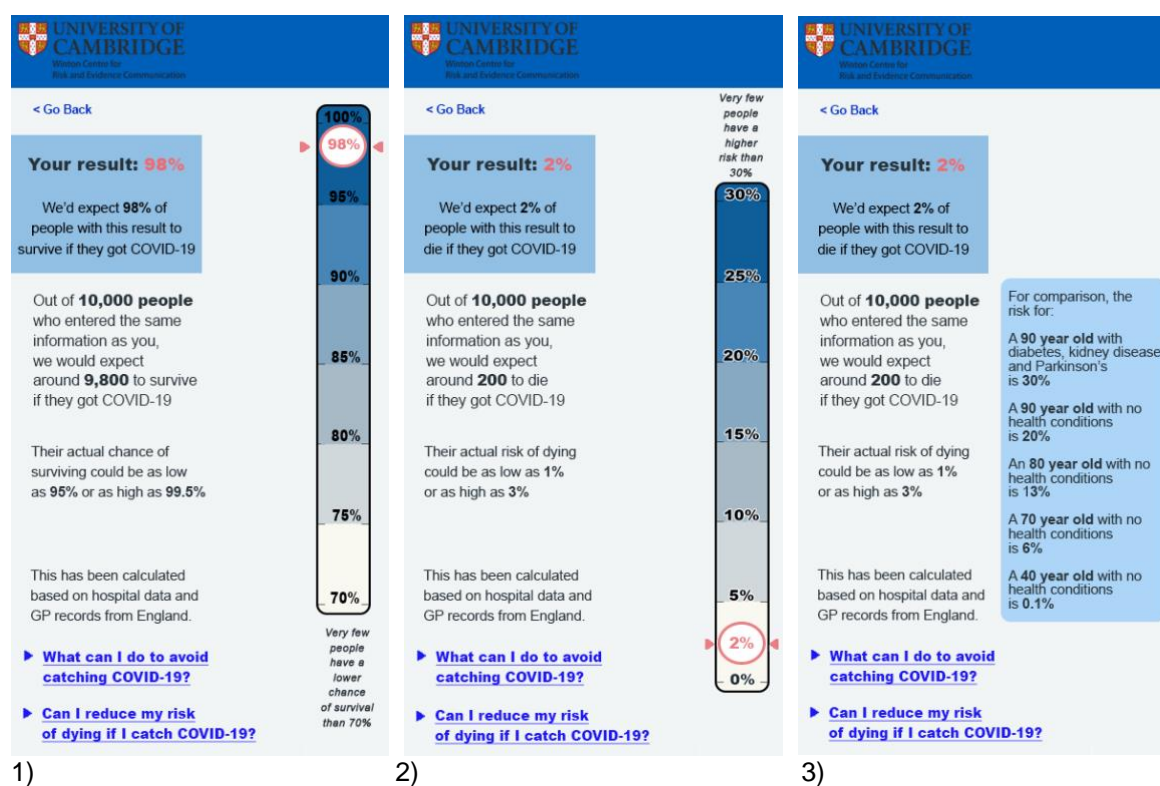 UNIVERSITY OF
CAMBRIDGE
Winton Centre for
Risk and Evidence Communication
< Go Back
Your result: 98%
We'd expect 98% of
people with this result to
survive if they got COVID-19
Out of 10,000 people
who entered the same
information as you,
we would expect
around 9,800 to survive
if they got COVID-19
Their actual chance of
surviving could be as low
as 95% or as high as 99.5%
This has been calculated
based on hospital data and
GP records from England.
What can I do to avoid
catching COVID-19?
Can I reduce my risk
of dying if I catch COVID-19?
100%
98%
95%
90%
85%
80%
75%
70%
Very few
people
have a
lower
chance
of survival
than 70%
1)
UNIVERSITY OF
CAMBRIDGE
Winton Centre for
Risk and Evidence Communication
< Go Back
Your result: 2%
We'd expect 2% of
people with this result to
die if they got COVID-19
Out of 10,000 people
who entered the same
information as you,
we would expect
around 200 to die
if they got COVID-19
Their actual risk of dying
could be as low as 1%
or as high as 3%
This has been calculated
based on hospital data and
GP records from England.
What can I do to avoid
catching COVID-19?
Can I reduce my risk
of dying if I catch COVID-19?
Very few
people
have a
higher
risk than
30%
30%
25%
20%
15%
10%
5%
2%
0%
2)
UNIVERSITY OF
CAMBRIDGE
Winton Centre for
Risk and Evidence Communication
< Go Back
Your result: 2%
We'd expect 2% of
people with this result to
die if they got COVID-19
Out of 10,000 people
who entered the same
information as you,
we would expect
around 200 to die
if they got COVID-19
Their actual risk of dying
could be as low as 1%
or as high as 3%
This has been calculated
based on hospital data and
GP records from England.
What can I do to avoid
catching COVID-19?
Can I reduce my risk
of dying if I catch COVID-19?
For comparison, the
risk for:
A 90 year old with
diabetes, kidney disease
and Parkinson's
is 30%
A 90 year old with no
health conditions
is 20%
An 80 year old with no
health conditions
is 13%
A 70 year old with no
health conditions
is 6%
A 40 year old with no
health conditions
is 0.1%
3)